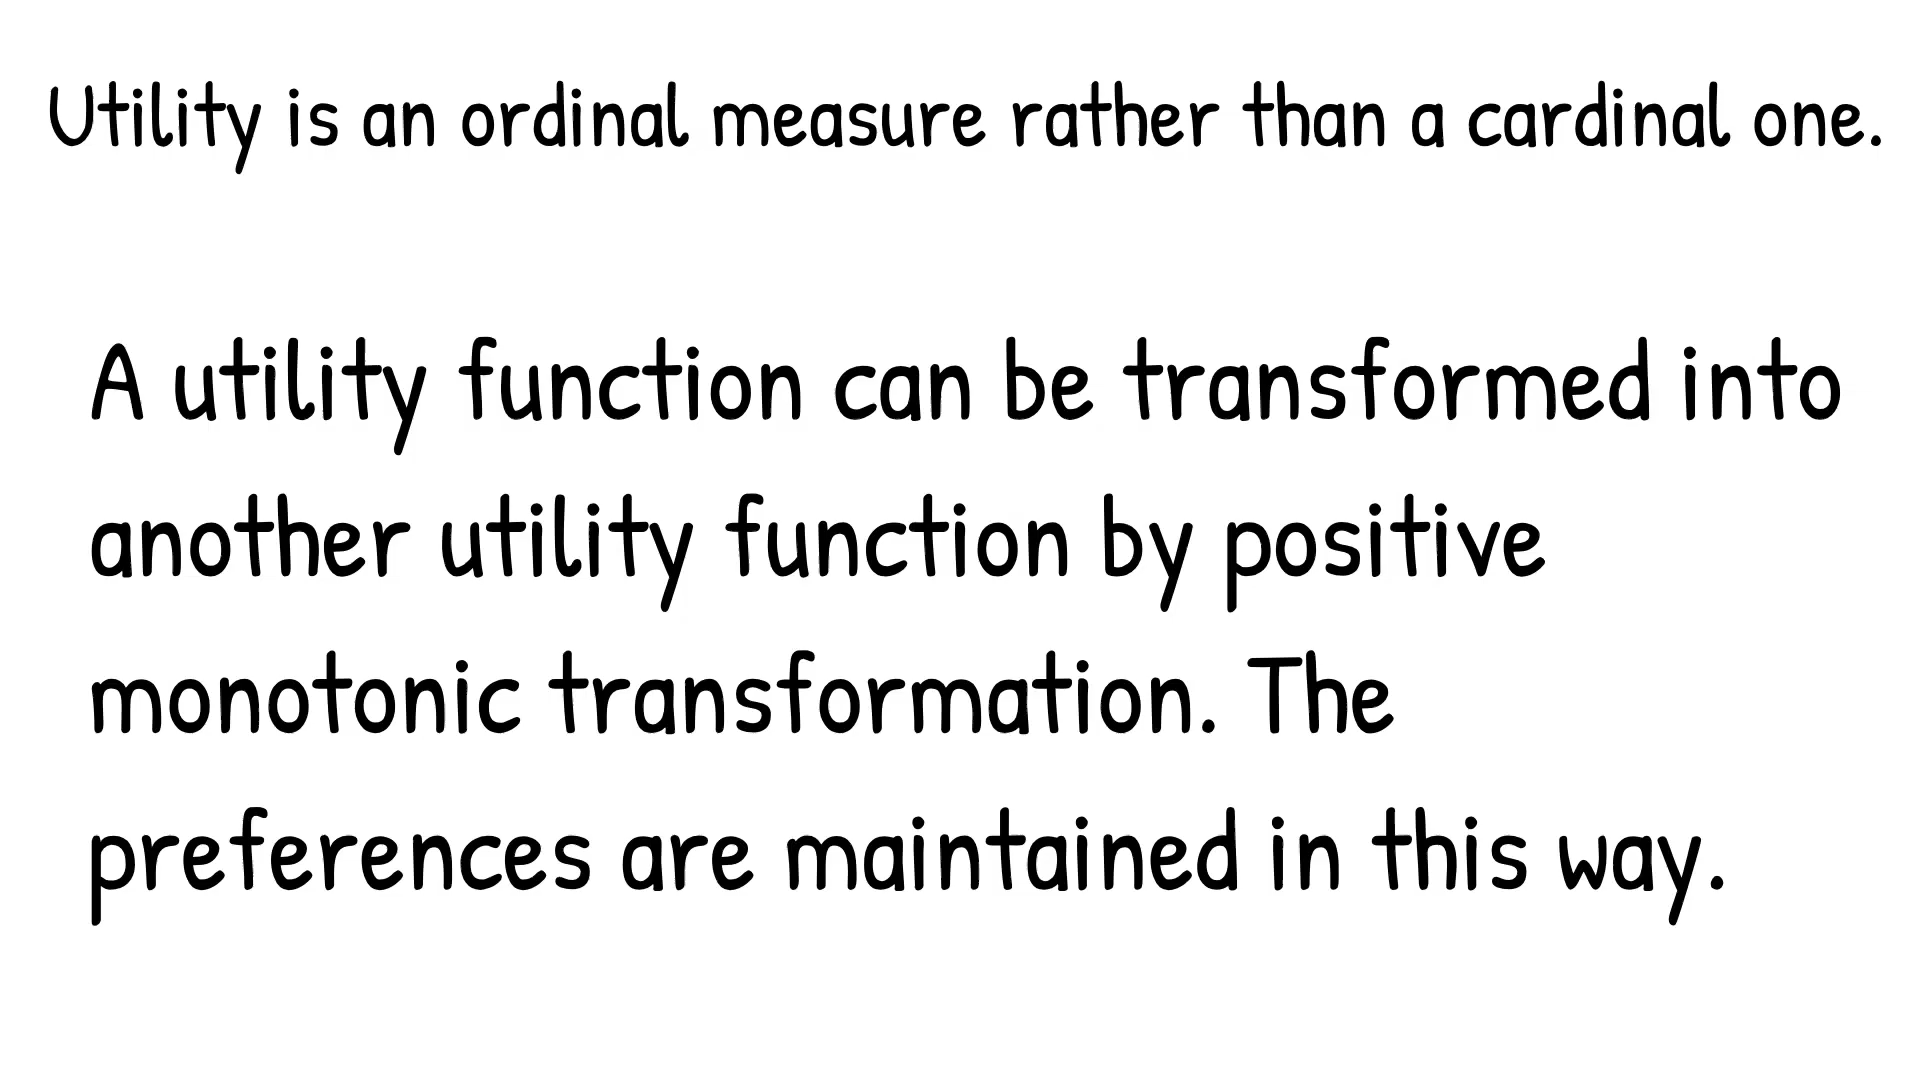 Utility is an ordinal measure rather than a cardinal one.
A utility function can be transformed into
another utility function by positive
monotonic transformation. The
preferences are maintained in this way.